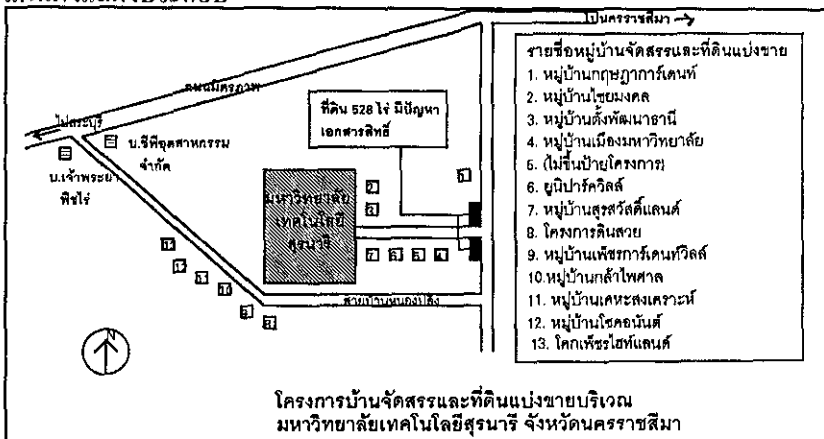 ไปนครราชสีมา
ถนนมิตรภาพ
ไปสระบุรี
บ.ซีพีอุตสาหกรรม
จำกัด
บ.เจ้าพระยา
พืชไร่
ที่ดิน 528 ไร่ มีปัญหา
เอกสารสิทธิ์
มหาวิทยาลัย
เทคโนโลยี
สุรนารี
1
2
3
7 6 5 4
13
12
11
10
9
8
สายบ้านหนองปลิง
N
รายชื่อหมู่บ้านจัดสรรและที่ดินแบ่งขาย
1. หมู่บ้านกฤษฎาการ์เดนท์
2. หมู่บ้านไชยมงคล
3. หมู่บ้านตั้งพัฒนาธานี
4. หมู่บ้านเมืองมหาวิทยาลัย
5. (ไม่ขึ้นป้ายโครงการ)
6. ยูนิปาร์ควิลล์
7. หมู่บ้านสุรสวัสดิ์แลนด์
8. โครงการดินสวย
9. หมู่บ้านเพ็ชรการ์เดนท์วิลล์
10.หมู่บ้านกล้าไพศาล
11. หมู่บ้านเคหะสงเคราะห์
12. หมู่บ้านโชคอนันต์
13. โคกเพ็ชรไฮท์แลนด์
โครงการบ้านจัดสรรและที่ดินแบ่งขายบริเวณ
มหาวิทยาลัยเทคโนโลยีสุรนารี จังหวัดนครราชสีมา